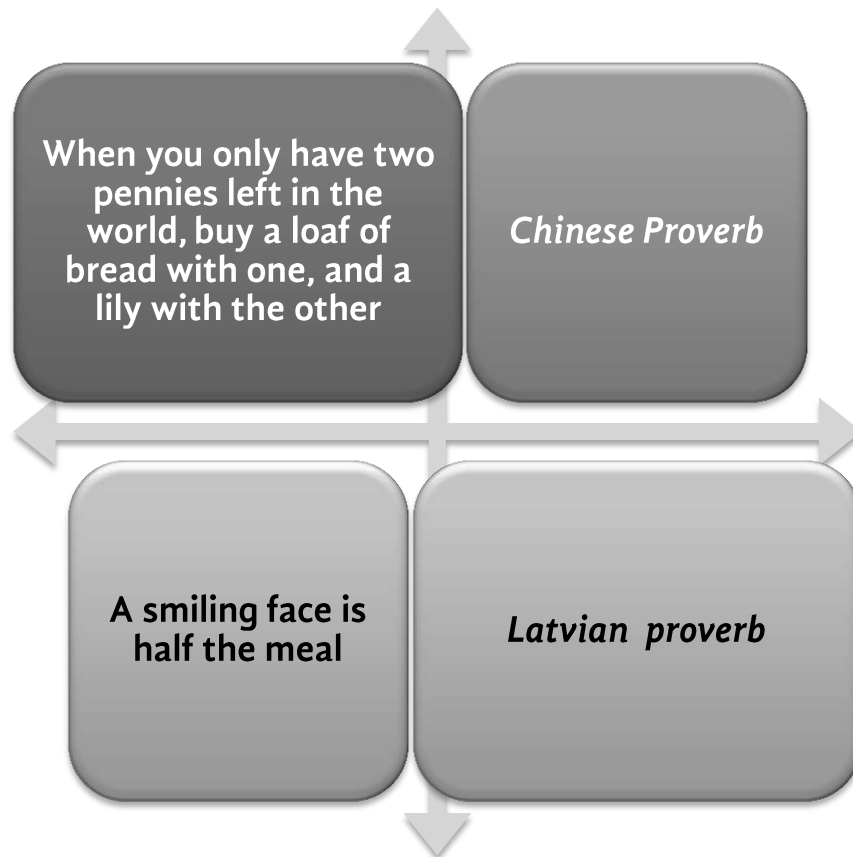 When you only have two
pennies left in the
world, buy a loaf of
bread with one, and a
lily with the other
Chinese Proverb
A smiling face is
half the meal
Latvian  proverb